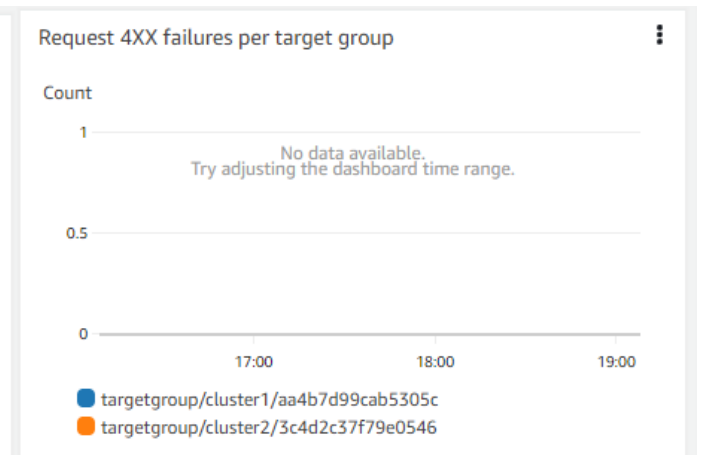 Request 4XX failures per target group
Count
1
No data available.
Try adjusting the dashboard time range.
0.5
0
17:00
18:00
19:00
targetgroup/cluster1/aa4b7d99cab5305c
targetgroup/cluster2/3c4d2c37f79e0546